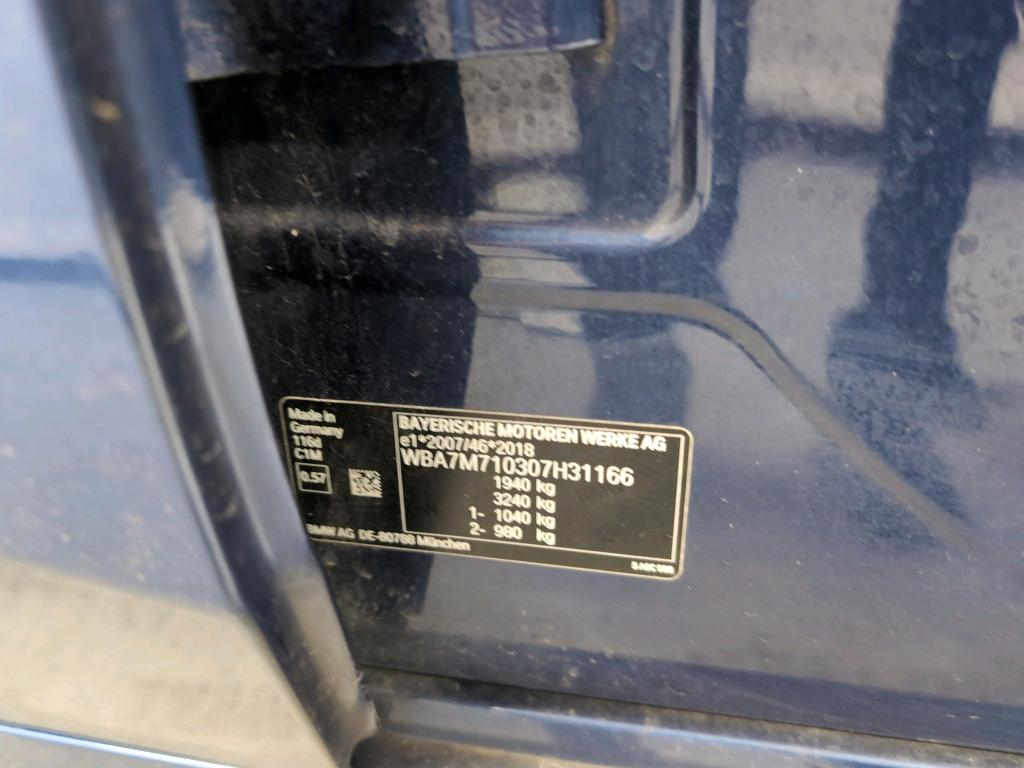 Made in
Germany
116d
C1M
0.57
BAYERISCHE MOTOREN WERKE AG
e1*2007/46*2018
WBA7M710307H31166
1940 kg
3240 kg
1- 1040 kg
2- 980 kg
BMW AG DE-80788 München